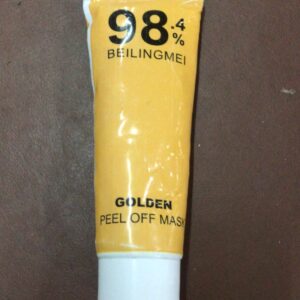 98.4%
BEILINGMEI
GOLDEN
PEEL OFF MASK